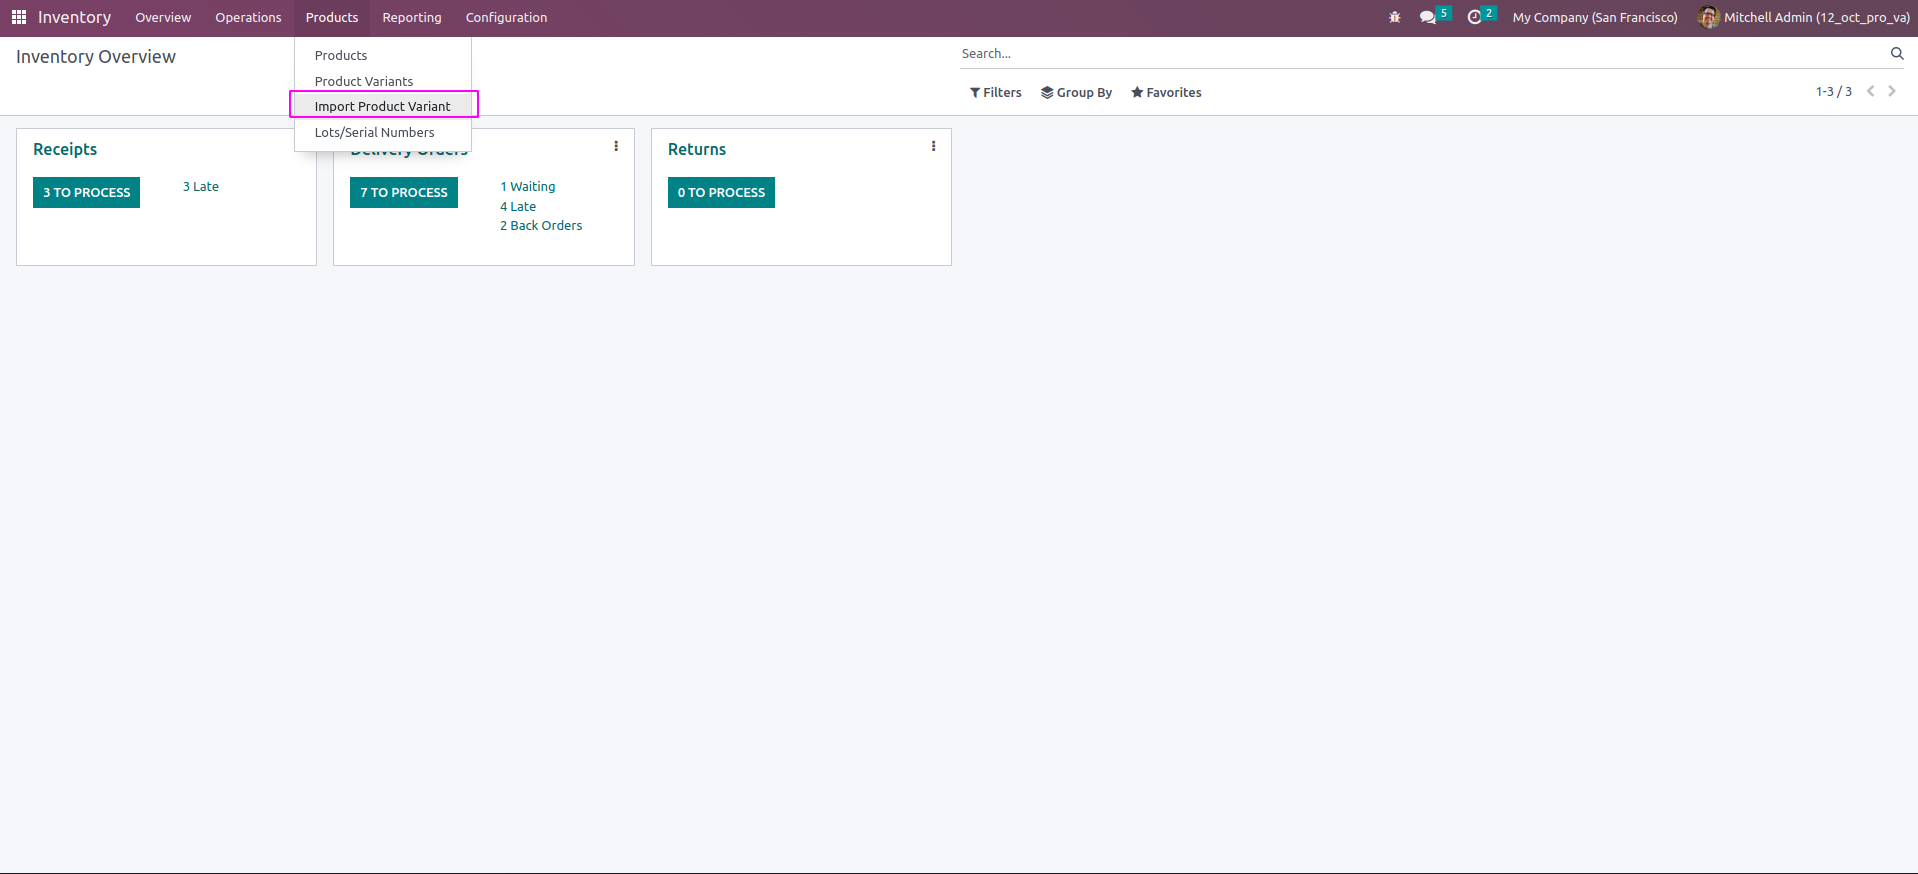 Inventory Overview Operations Products Reporting Configuration 5 2 My Company (San Francisco) Mitchell Admin (12_oct_pro_va)
Inventory Overview
Search...
Filters Group By Favorites 1-3 / 3
Products
Product Variants
Import Product Variant
Lots/Serial Numbers
Receipts
3 TO PROCESS
3 Late
Delivery Orders
7 TO PROCESS
1 Waiting
4 Late
2 Back Orders
Returns
0 TO PROCESS